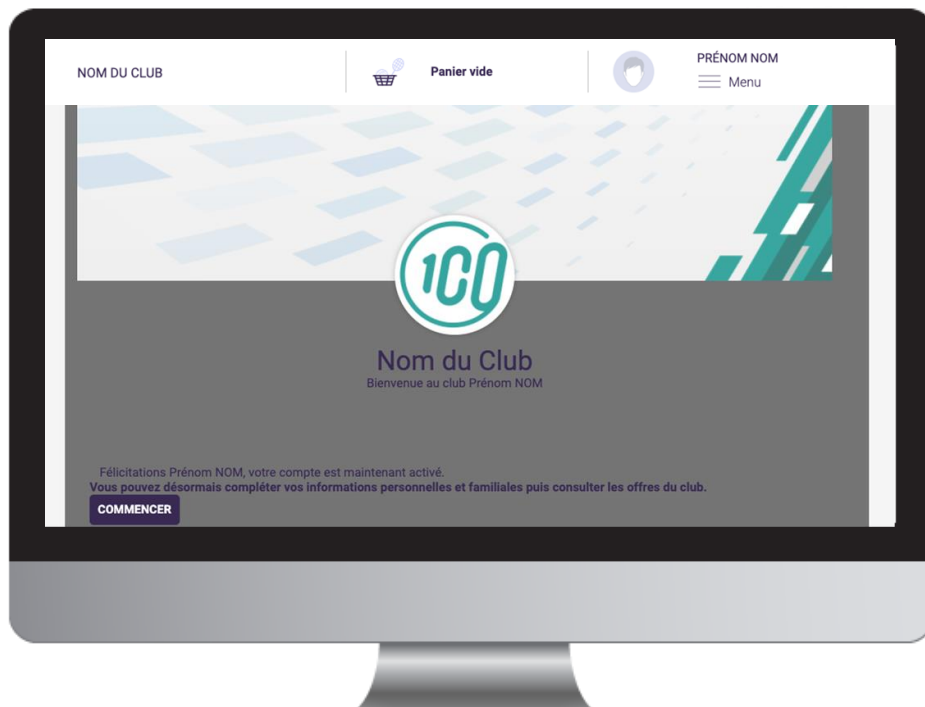 NOM DU CLUB
Panier vide
PRÉNOM NOM
Menu
100
Nom du Club
Bienvenue au club Prénom NOM
Félicitations Prénom NOM, votre compte est maintenant activé.
Vous pouvez désormais compléter vos informations personnelles et familiales puis consulter les offres du club.
COMMENCER